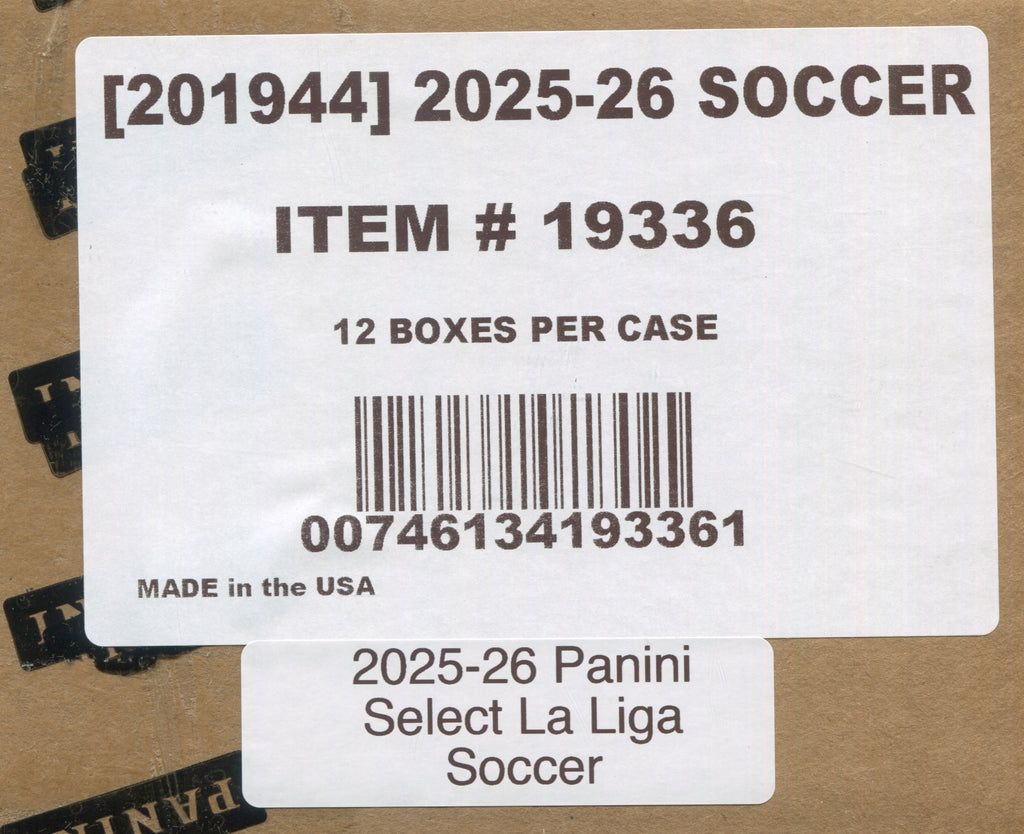 [201944] 2025-26 SOCCER
ITEM # 19336
12 BOXES PER CASE
00746134193361
MADE in the USA
2025-26 Panini
Select La Liga
Soccer
PANIN